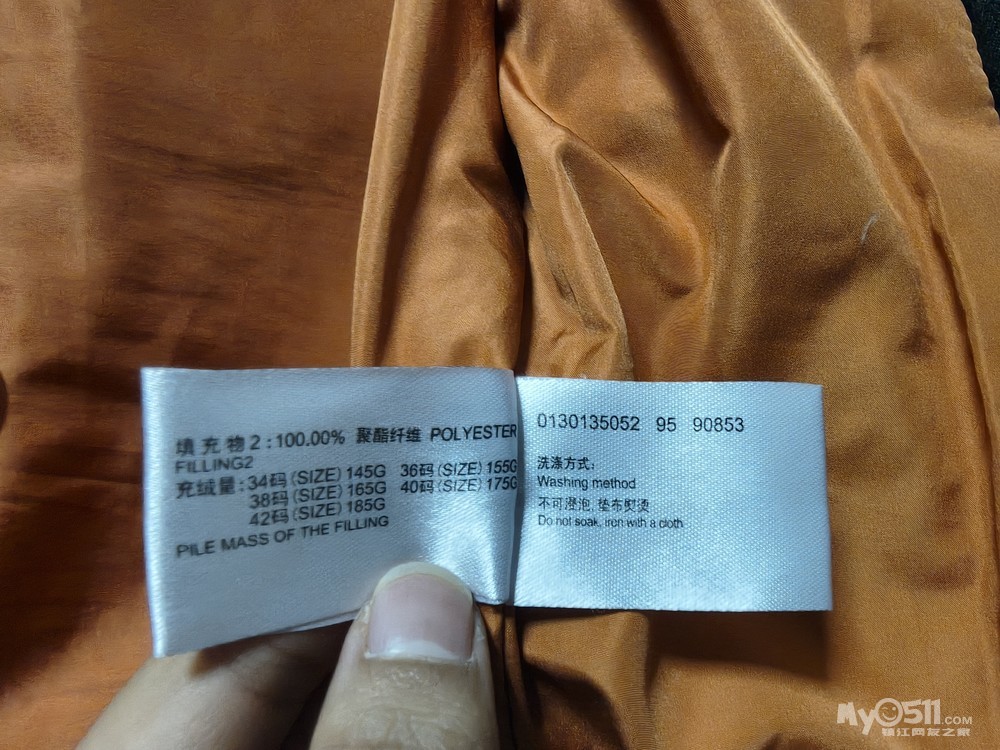 填充物2:100.00% 聚酯纤维 POLYESTER
FILLING2
充绒量:34码(SIZE)145G 36码(SIZE)155G
38码(SIZE)165G 40码(SIZE)175G
42码(SIZE)185G
PILE MASS OF THE FILLING
0130135052 95 90853
洗涤方式:
Washing method
不可澄泡,垫布熨烫
Do not soak, iron with a cloth
My0511.COM
镇江网友之家